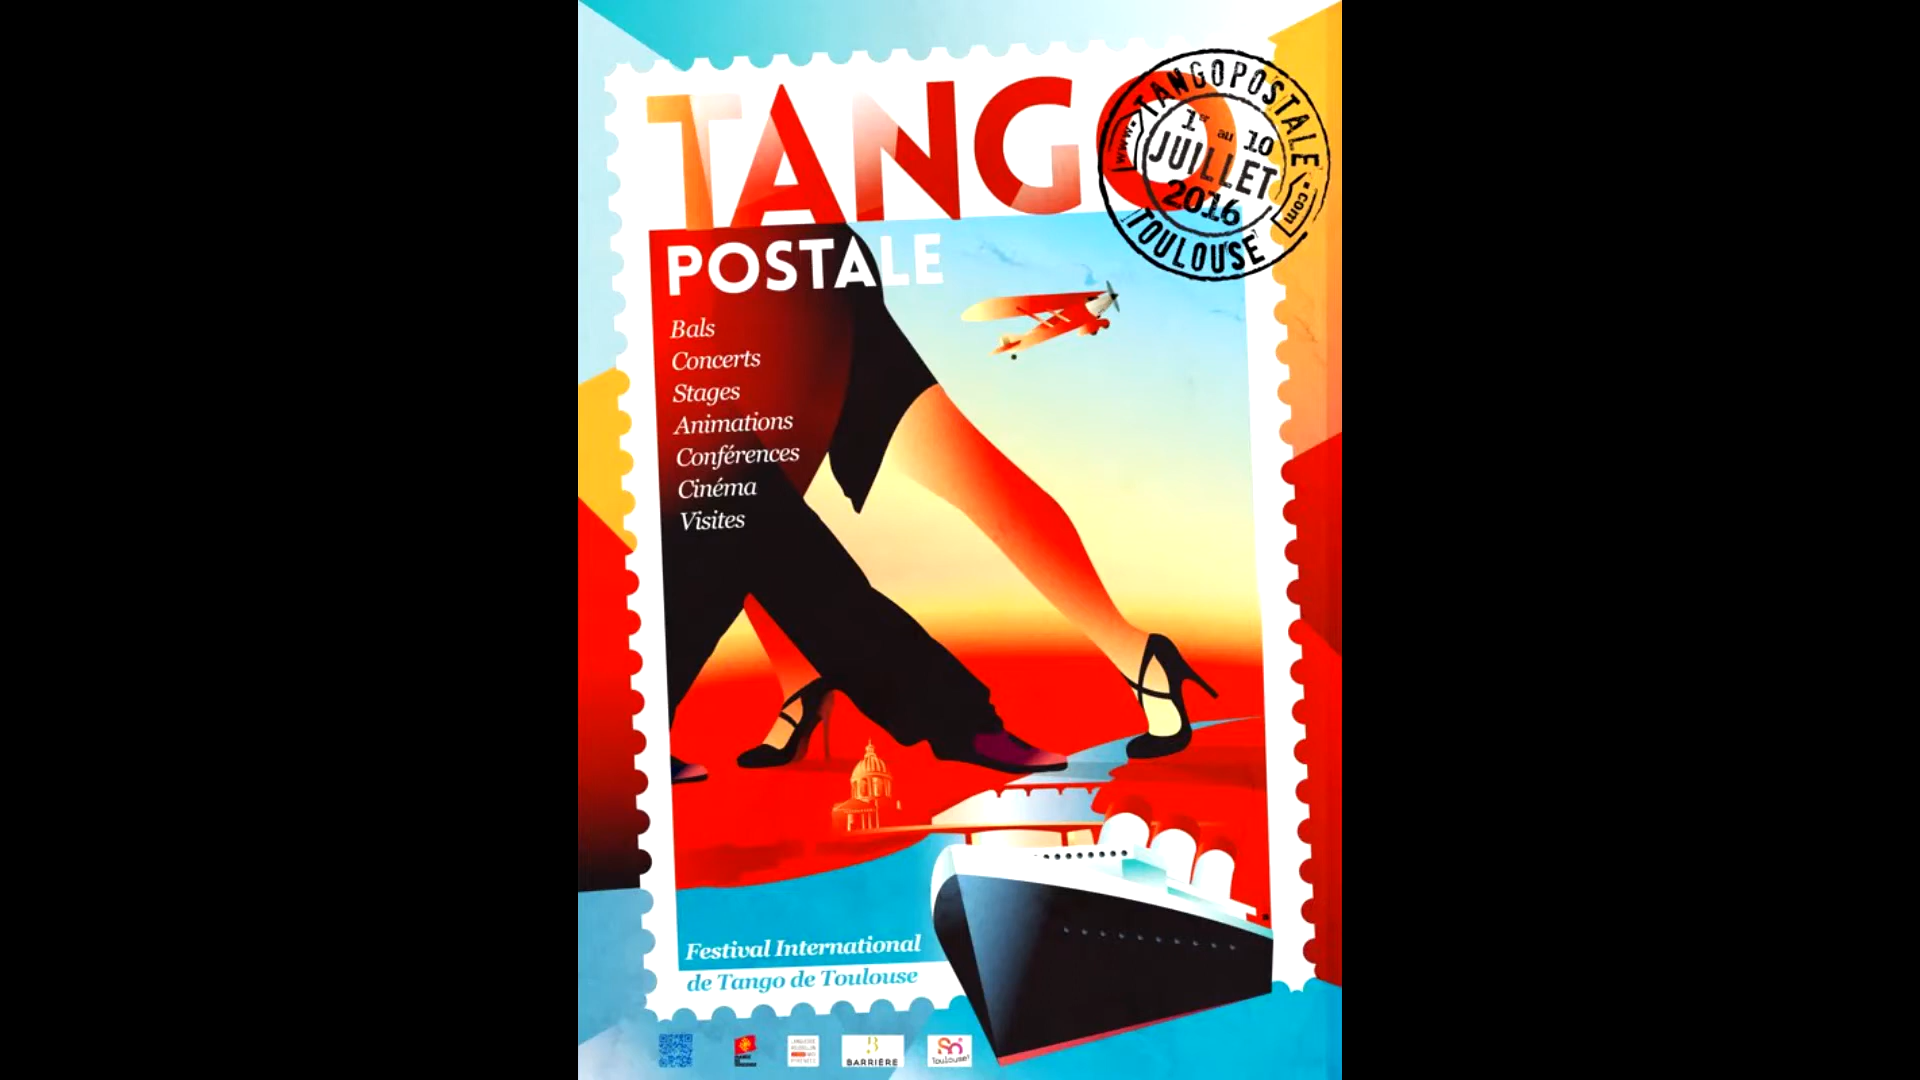 TANGO
POSTALE
www.TANGOPOSTALE.com
1er au 10
JUILLET
2016
TOULOUSE
Bals
Concerts
Stages
Animations
Conférences
Cinéma
Visites
Festival International
de Tango de Toulouse
BARRIÈRE